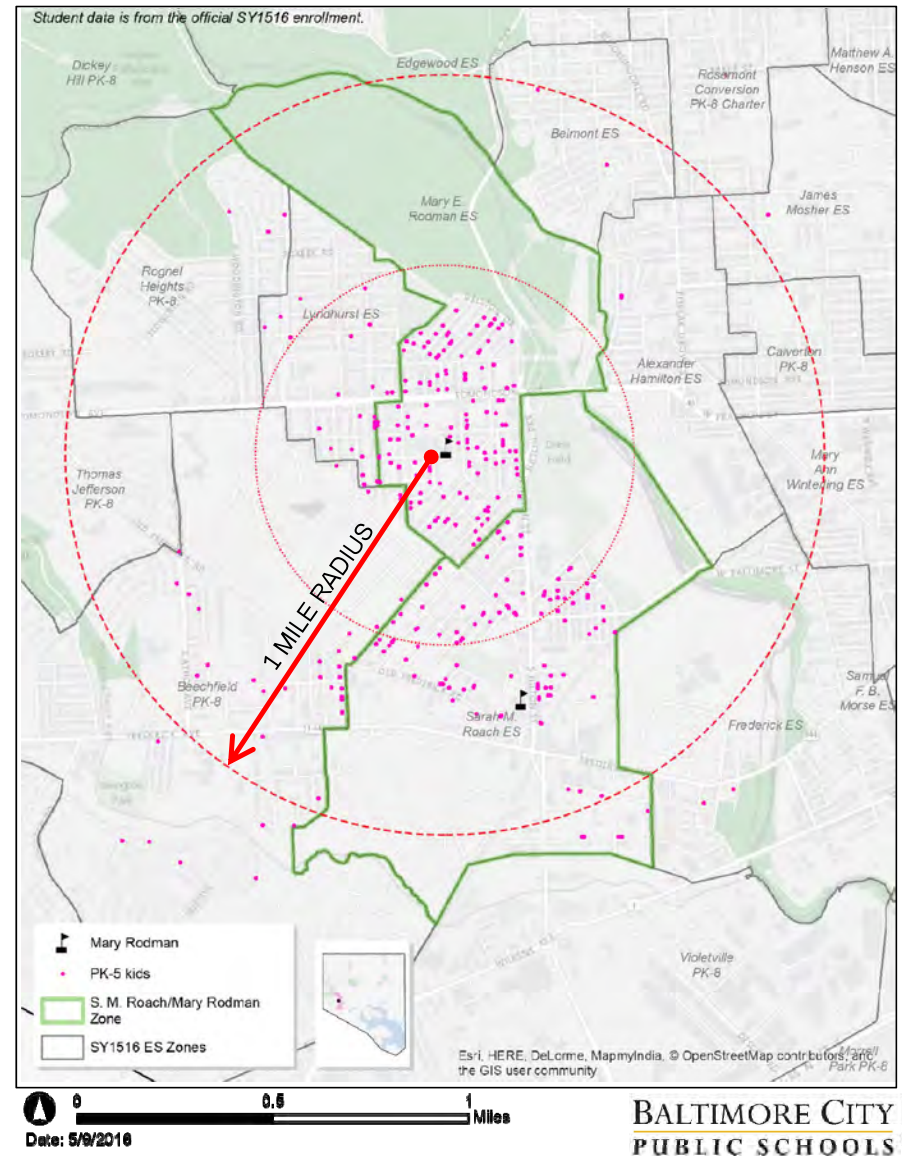 Student data is from the official SY1516 enrollment.
Dickey
Hill PK-8
Edgewood ES
Matthew A.
Henson ES
Rosemont
Conversion
PK-8 Charter
Belmont ES
Mary E.
Rodman ES
James
Mosher ES
Rognel
Heights
PK-8
Lyndhurst ES
Alexander
Hamilton ES
Calverton
PK-8
Thomas
Jefferson
PK-8
Mary
Ann
Winterling ES
1 MILE RADIUS
W BALTIMORE ST
Beechfield
PK-8
Sarah M.
Roach ES
Samuel
F. B.
Morse ES
Frederick ES
Violetville
PK-8
Morrell
Park PK-8
Mary Rodman
PK-5 kids
S. M. Roach/Mary Rodman
Zone
SY1516 ES Zones
Esri, HERE, DeLorme, MapmyIndia, © OpenStreetMap contributors, and
the GIS user community
0 0.5 1
Miles
Date: 5/9/2016
BALTIMORE CITY
PUBLIC SCHOOLS